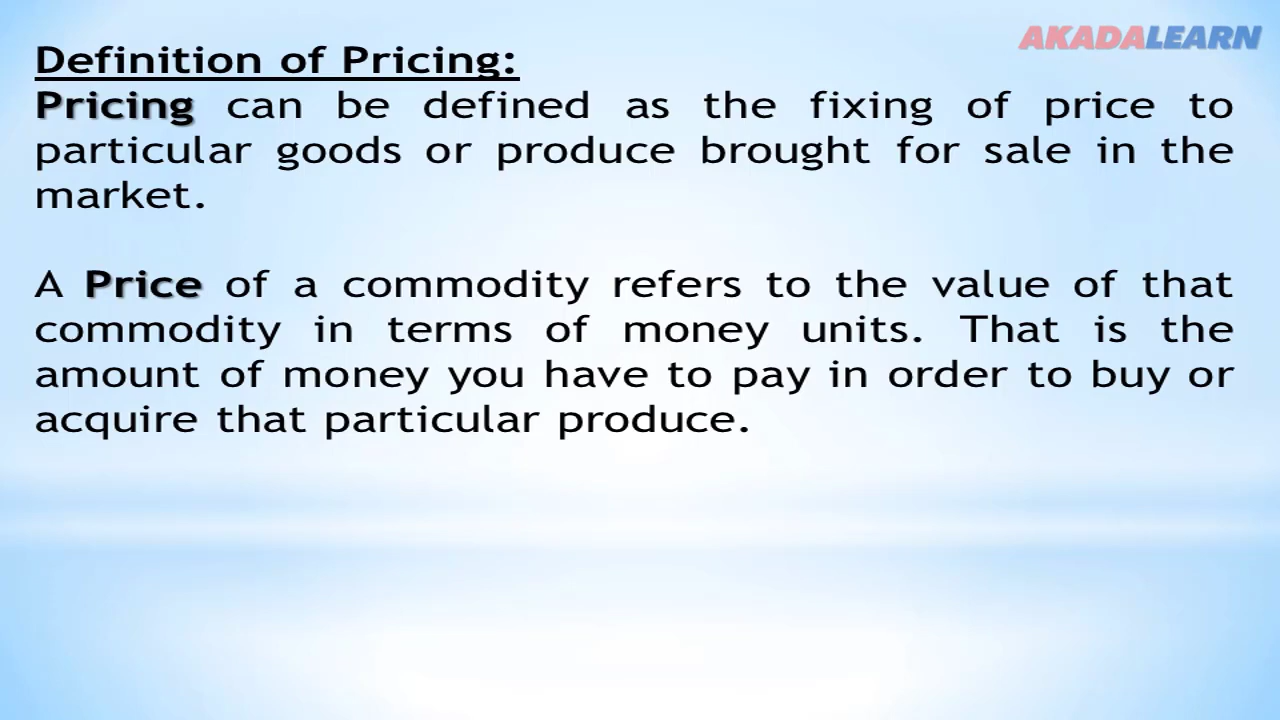 AKADALEARN
Definition of Pricing:
Pricing can be defined as the fixing of price to
particular goods or produce brought for sale in the
market.
A Price of a commodity refers to the value of that
commodity in terms of money units. That is the
amount of money you have to pay in order to buy or
acquire that particular produce.